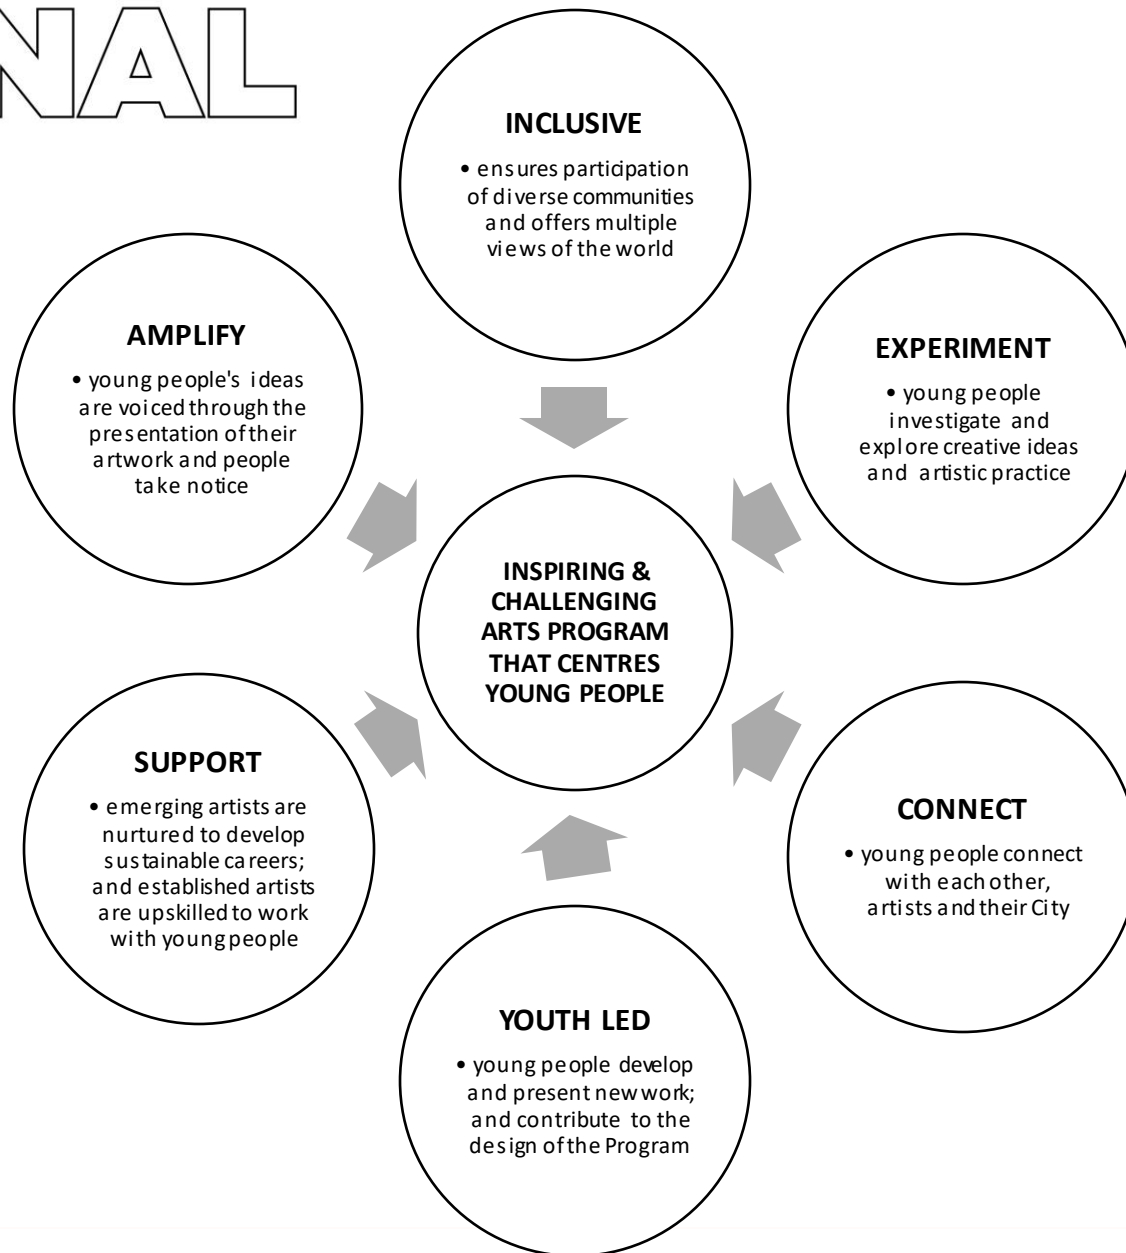 NAL
INCLUSIVE
• ensures participation
of diverse communities
and offers multiple
views of the world
AMPLIFY
• young people's ideas
are voiced through the
presentation of their
artwork and people
take notice
EXPERIMENT
• young people
investigate and
explore creative ideas
and artistic practice
INSPIRING &
CHALLENGING
ARTS PROGRAM
THAT CENTRES
YOUNG PEOPLE
SUPPORT
• emerging artists are
nurtured to develop
sustainable careers;
and established artists
are upskilled to work
with young people
CONNECT
• young people connect
with each other,
artists and their City
YOUTH LED
• young people develop
and present new work;
and contribute to the
design of the Program